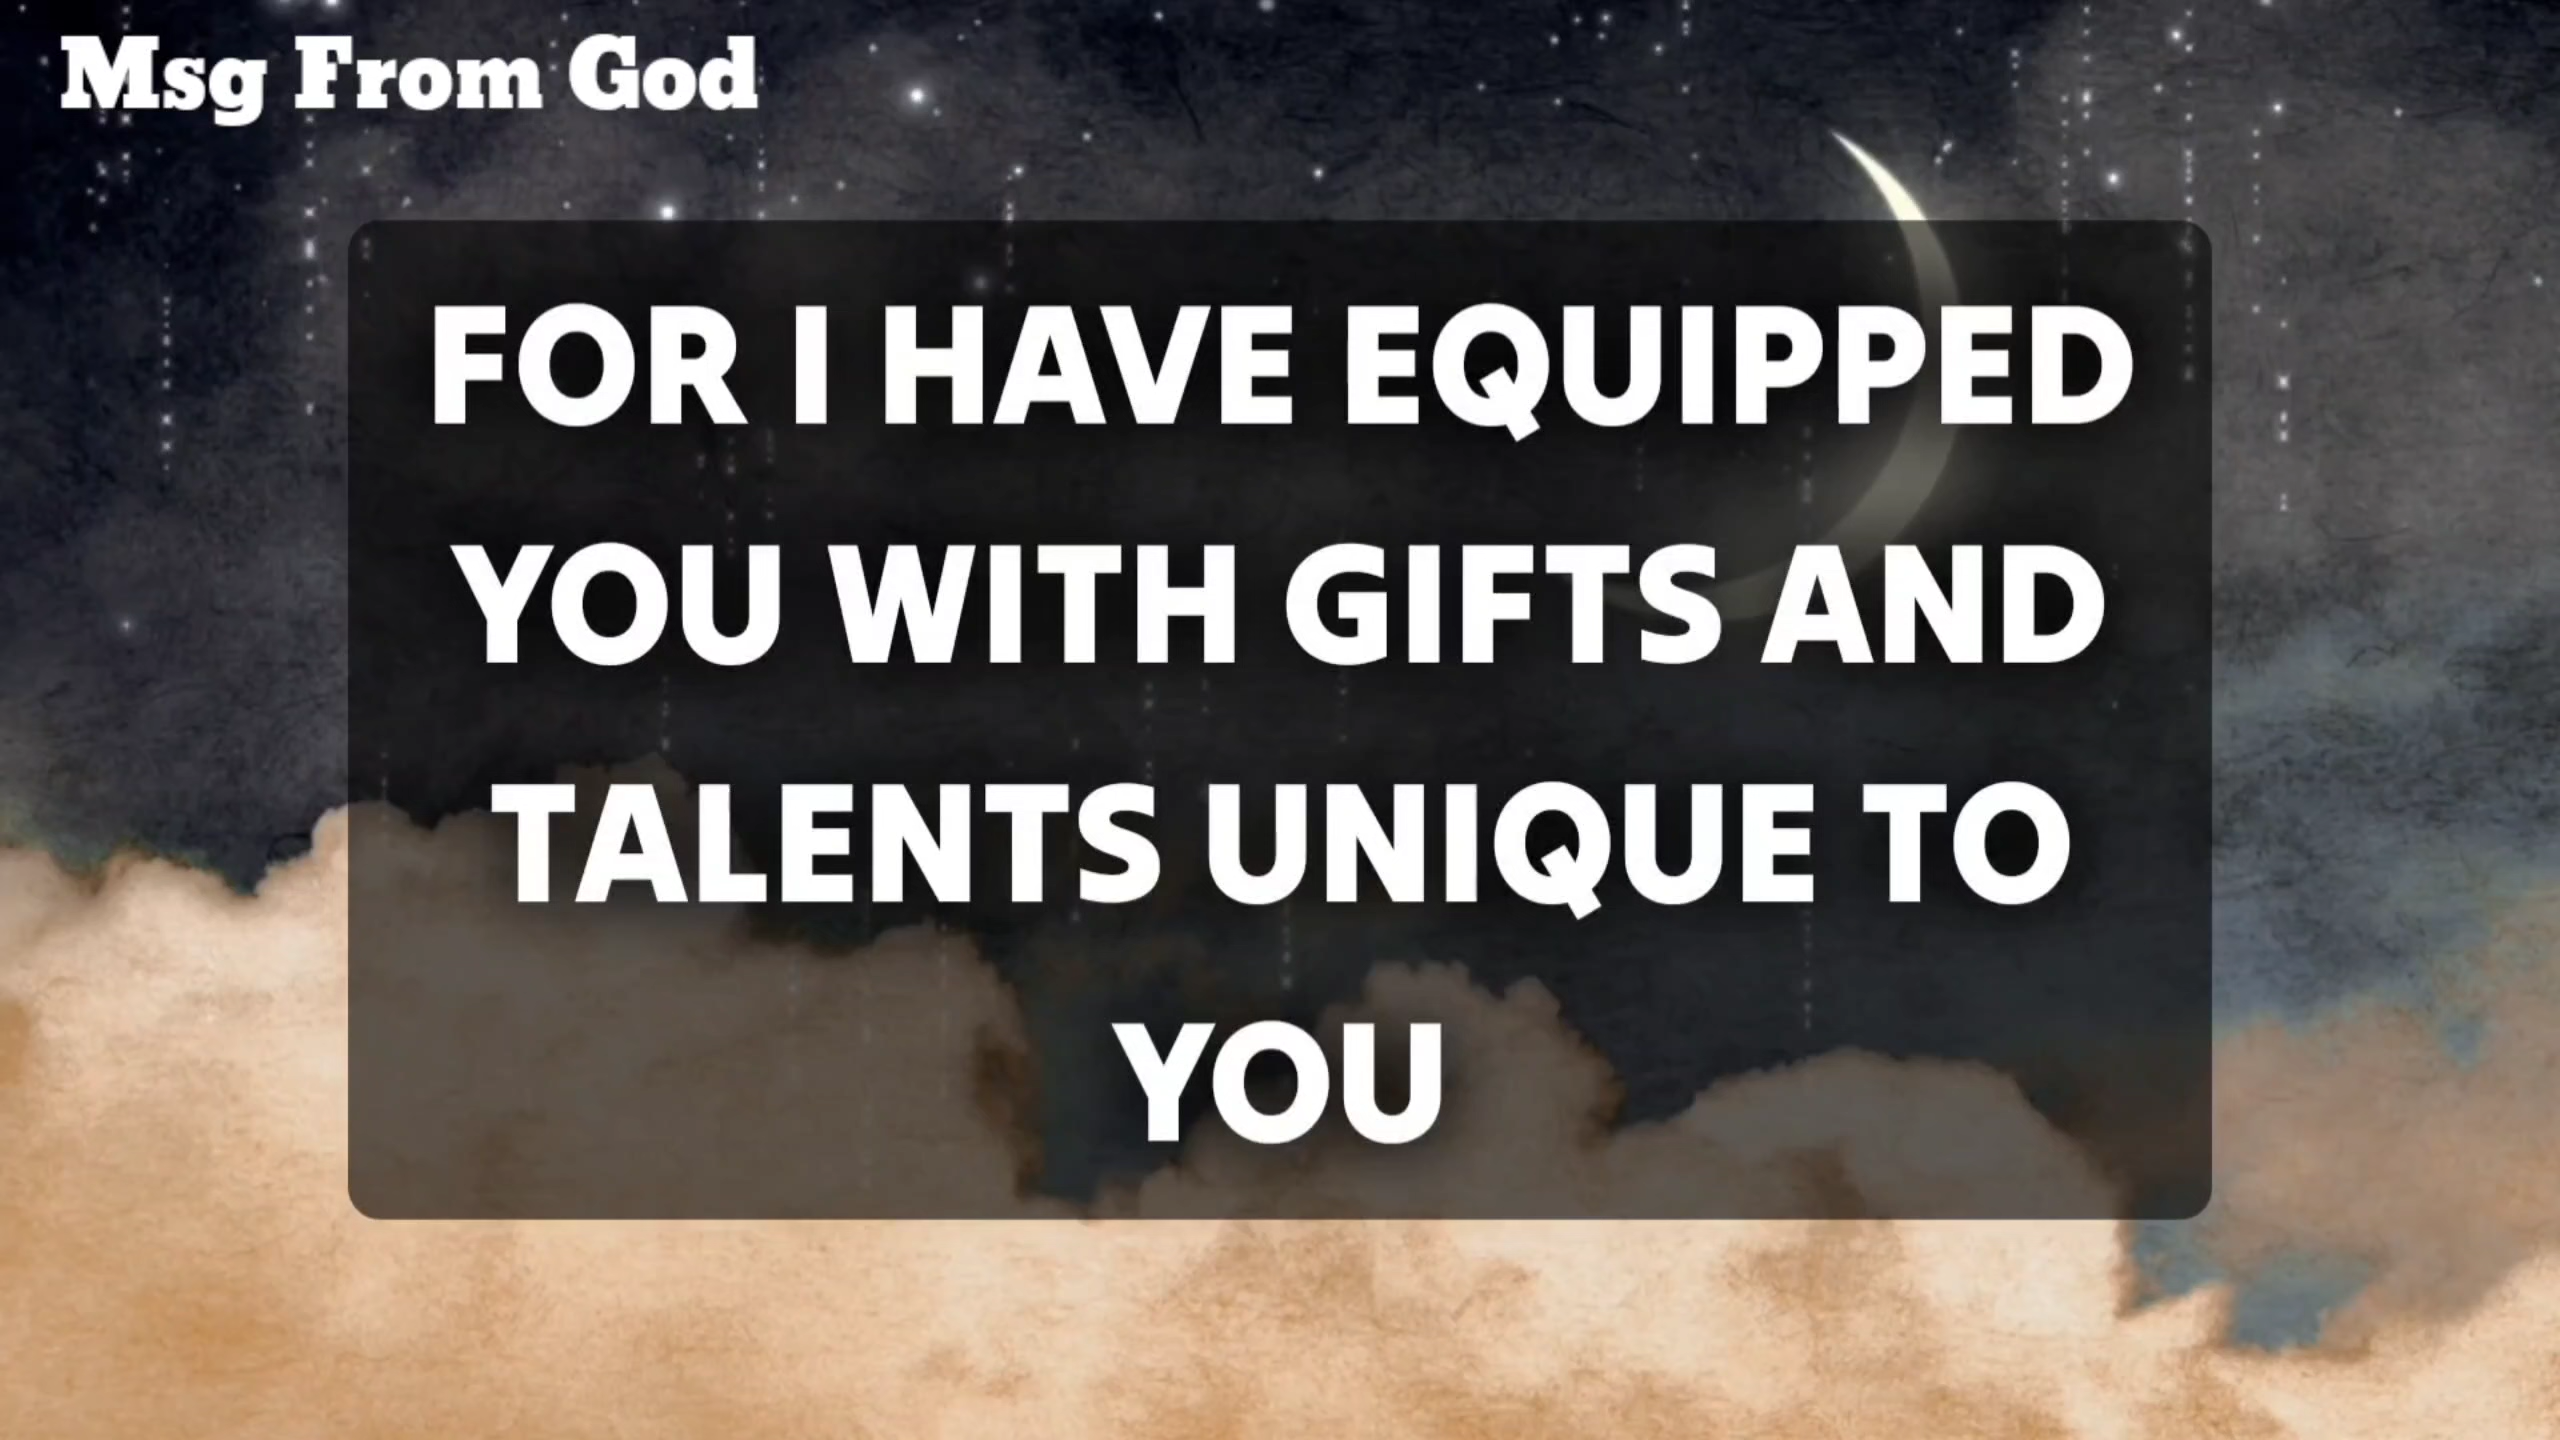 Msg From God
FOR I HAVE EQUIPPED
YOU WITH GIFTS AND
TALENTS UNIQUE TO
YOU